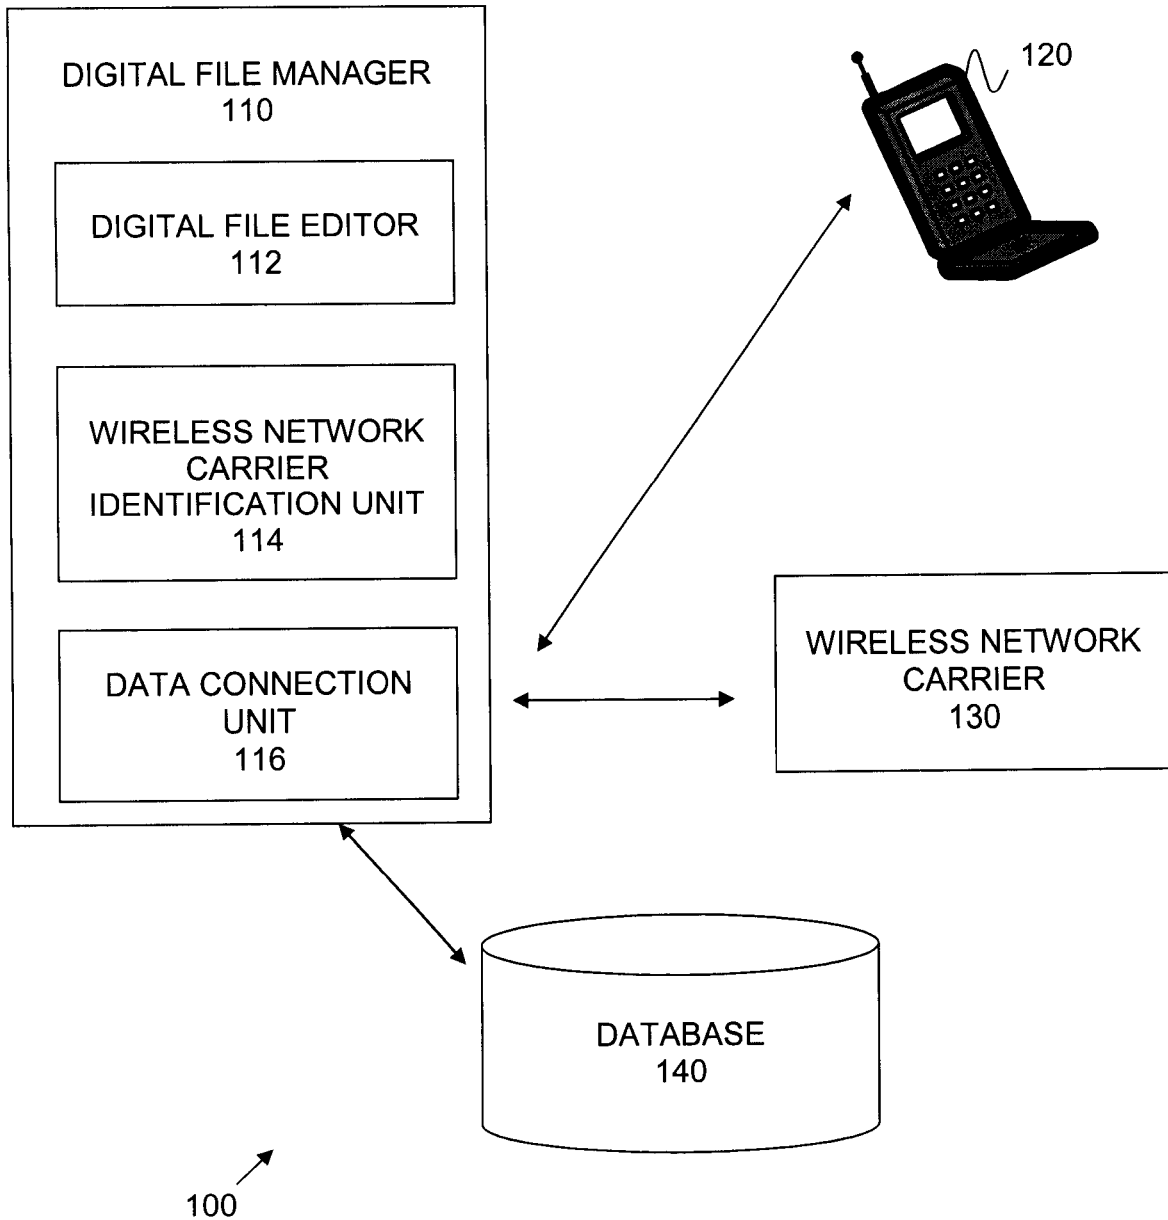 DIGITAL FILE MANAGER
110
DIGITAL FILE EDITOR
112
WIRELESS NETWORK
CARRIER
IDENTIFICATION UNIT
114
DATA CONNECTION
UNIT
116
120
WIRELESS NETWORK
CARRIER
130
DATABASE
140
100